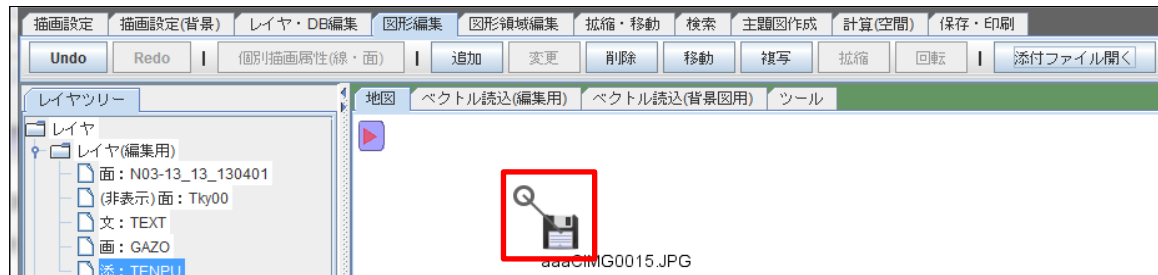 描画設定 描画設定(背景) レイヤ・DB編集 図形編集 図形領域編集 拡縮・移動 検索 主題図作成 計算(空間) 保存・印刷
Undo Redo | 個別描画属性(線・面) | 追加 変更 削除 移動 複写 拡縮 回転 | 添付ファイル開く
レイヤツリー
地図 ベクトル読込(編集用) ベクトル読込(背景図用) ツール
レイヤ
レイヤ(編集用)
面：N03-13_13_130401
(非表示)面：Tky00
文：TEXT
画：GAZO
添：TENPU
aaaCIMG0015.JPG